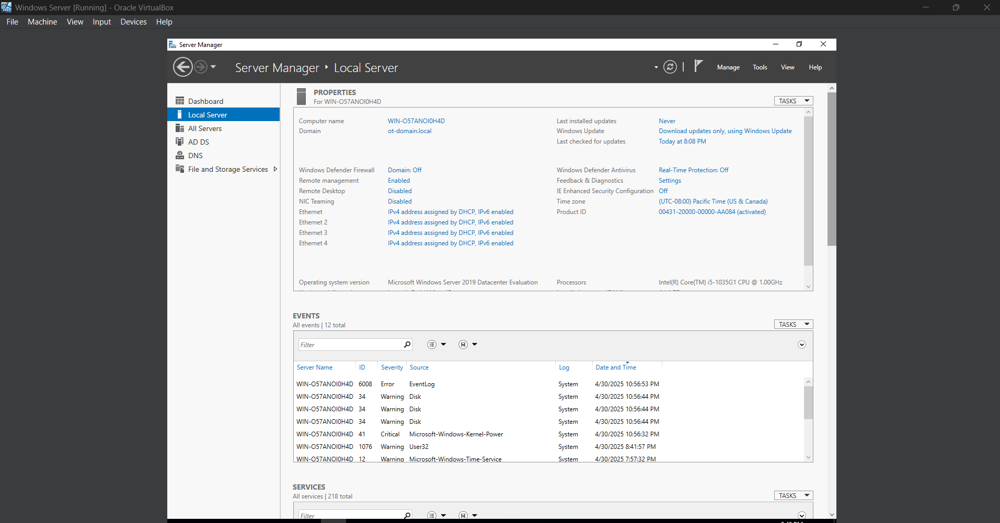 Windows Server [Running] - Oracle VirtualBox
File Machine View Input Devices Help
Server Manager
Server Manager ‣ Local Server
Manage Tools View Help
Dashboard
Local Server
All Servers
AD DS
DNS
File and Storage Services
PROPERTIES
For WIN-O57ANOI0H4D
TASKS
Computer name WIN-O57ANOI0H4D
Domain ot-domain.local
Last installed updates Never
Windows Update Download updates only, using Windows Update
Last checked for updates Today at 8:08 PM
Windows Defender Firewall Domain: Off
Remote management Enabled
Remote Desktop Disabled
NIC Teaming Disabled
Ethernet IPv4 address assigned by DHCP, IPv6 enabled
Ethernet 2 IPv4 address assigned by DHCP, IPv6 enabled
Ethernet 3 IPv4 address assigned by DHCP, IPv6 enabled
Ethernet 4 IPv4 address assigned by DHCP, IPv6 enabled
Windows Defender Antivirus Real-Time Protection: Off
Feedback & Diagnostics Settings
IE Enhanced Security Configuration Off
Time zone (UTC-08:00) Pacific Time (US & Canada)
Product ID 00431-20000-00000-AA084 (activated)
Operating system version Microsoft Windows Server 2019 Datacenter Evaluation
Processors Intel(R) Core(TM) i5-1035G1 CPU @ 1.00GHz
EVENTS
All events | 12 total
TASKS
Filter
Server Name ID Severity Source Log Date and Time
WIN-O57ANOI0H4D 6008 Error EventLog System 4/30/2025 10:56:53 PM
WIN-O57ANOI0H4D 34 Warning Disk System 4/30/2025 10:56:44 PM
WIN-O57ANOI0H4D 34 Warning Disk System 4/30/2025 10:56:44 PM
WIN-O57ANOI0H4D 34 Warning Disk System 4/30/2025 10:56:44 PM
WIN-O57ANOI0H4D 41 Critical Microsoft-Windows-Kernel-Power System 4/30/2025 10:56:32 PM
WIN-O57ANOI0H4D 1076 Warning User32 System 4/30/2025 8:41:57 PM
WIN-O57ANOI0H4D 12 Warning Microsoft-Windows-Time-Service System 4/30/2025 7:57:32 PM
SERVICES
All services | 218 total
TASKS
Filter